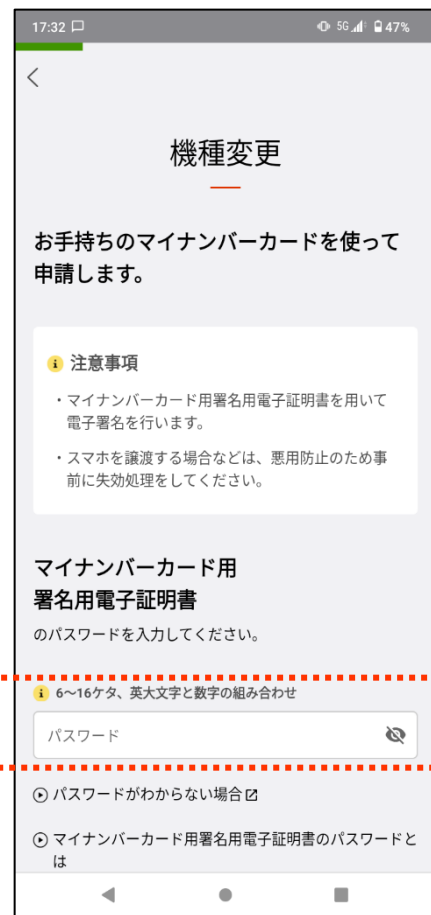 17:32 5G 47%
機種変更
お手持ちのマイナンバーカードを使って
申請します。
注意事項
・マイナンバーカード用署名用電子証明書を用いて
電子署名を行います。
・スマホを譲渡する場合などは、悪用防止のため事
前に失効処理をしてください。
マイナンバーカード用
署名用電子証明書
のパスワードを入力してください。
6〜16ケタ、英大文字と数字の組み合わせ
パスワード
パスワードがわからない場合
マイナンバーカード用署名用電子証明書のパスワードと
は